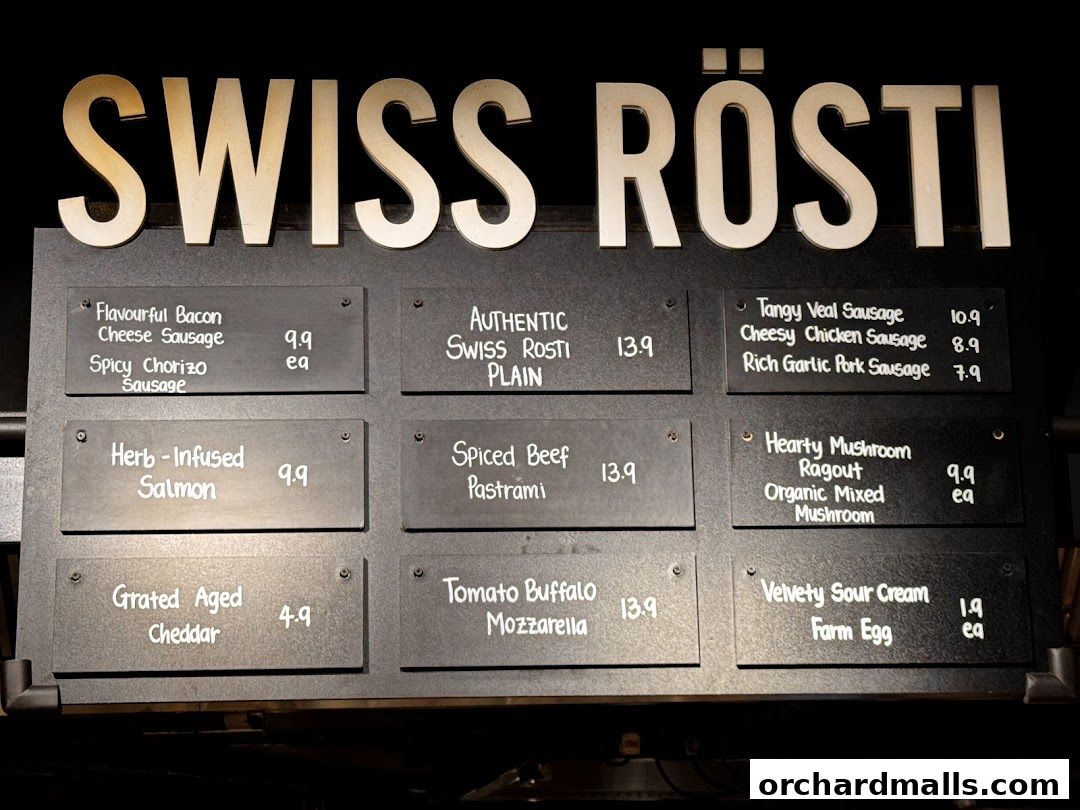 SWISS RÖSTI
Flavourful Bacon
Cheese Sausage 9.9
Spicy Chorizo ea
Sausage
AUTHENTIC
SWISS ROSTI 13.9
PLAIN
Tangy Veal Sausage 10.9
Cheesy Chicken Sausage 8.9
Rich Garlic Pork Sausage 7.9
Herb-Infused
Salmon 9.9
Spiced Beef
Pastrami 13.9
Hearty Mushroom
Ragout 9.9
Organic Mixed ea
Mushroom
Grated Aged
Cheddar 4.9
Tomato Buffalo
Mozzarella 13.9
Velvety Sour Cream 1.9
Farm Egg ea
orchardmalls.com